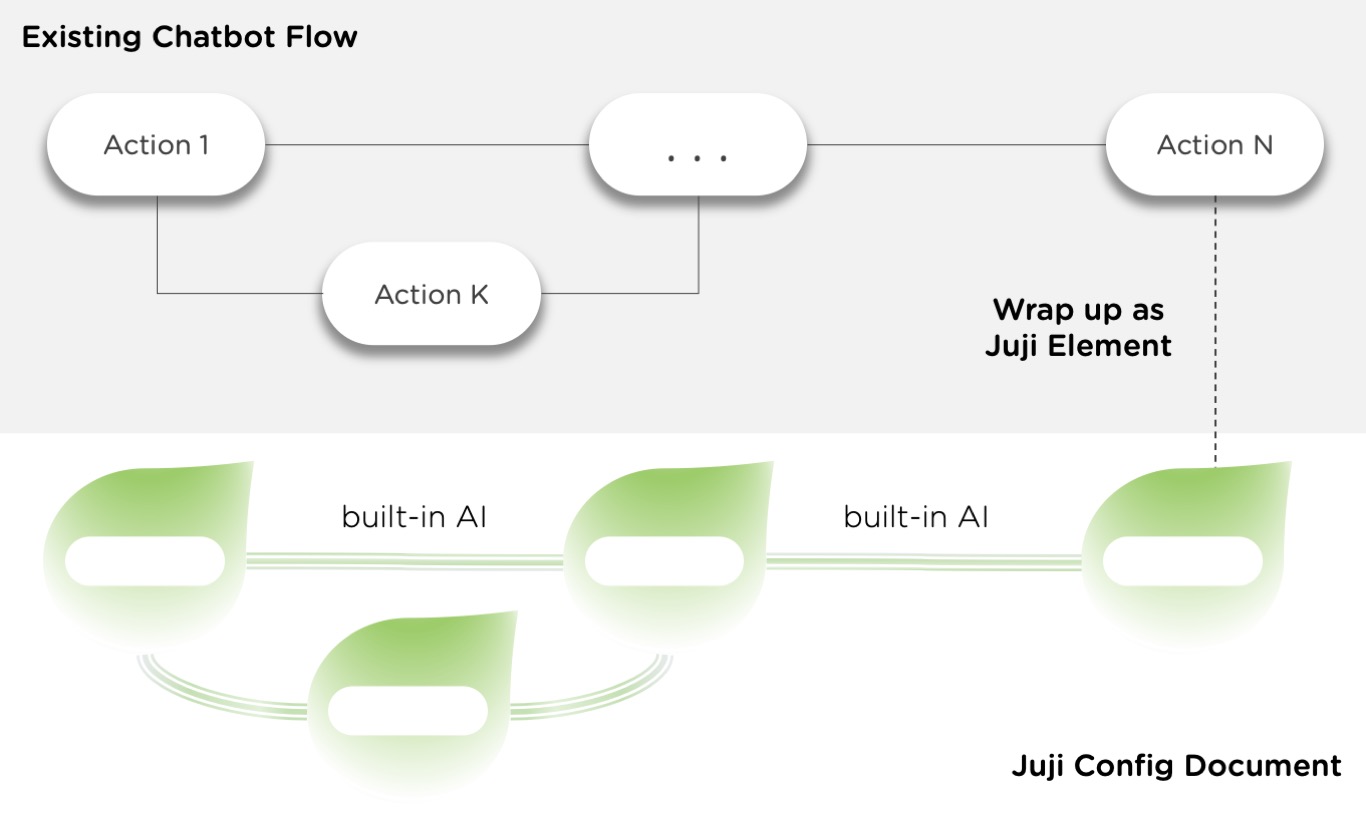 Existing Chatbot Flow
Action 1
. . .
Action N
Action K
Wrap up as
Juji Element
built-in AI
built-in AI
Juji Config Document